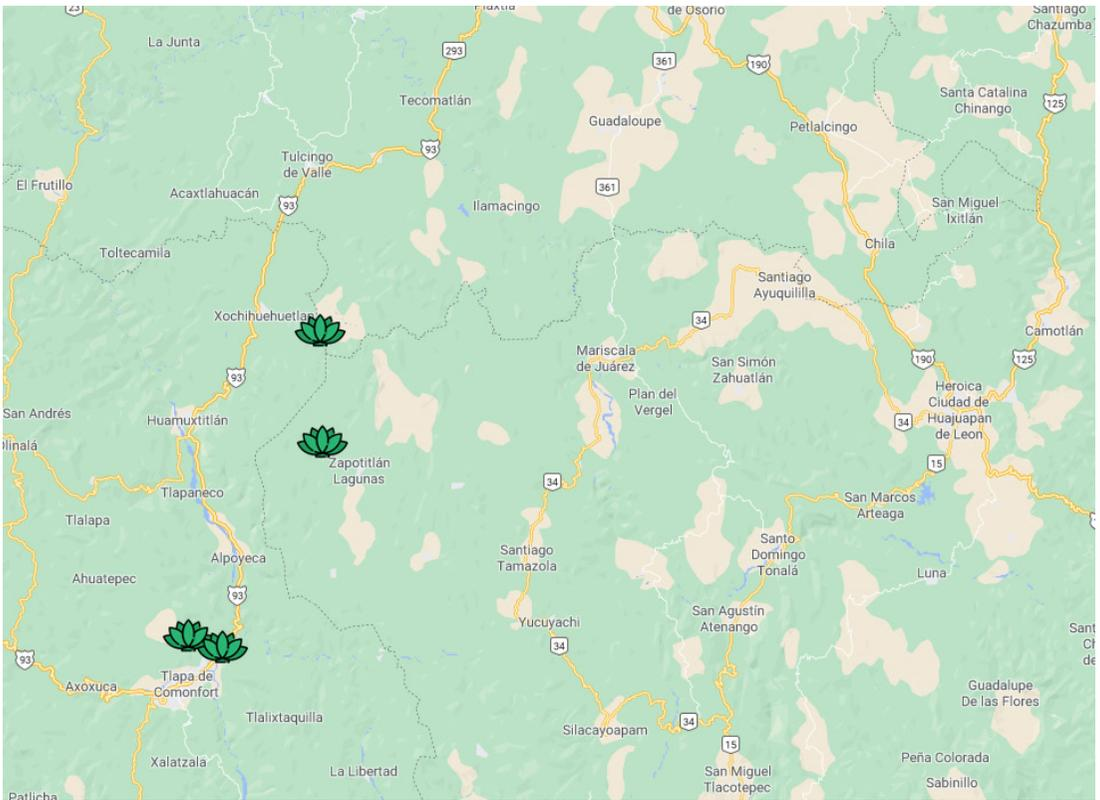 23
de Osorio
Santiago
Chazumba
La Junta
293
361
190
Santa Catalina
Chinango
125
Tecomatlán
Guadaloupe
Petlalcingo
93
Tulcingo
de Valle
El Frutillo
Acaxtlahuacán
93
361
Ilamacingo
San Miguel
Ixitlán
Toltecamila
Chila
Santiago
Ayuquililla
34
Camotlán
Mariscala
de Juárez
San Simón
Zahuatlán
190
125
93
Plan del
Vergel
Heroica
Ciudad de
Huajuapan
de Leon
San Andrés
Huamuxtitlán
34
Zapotitlán
Lagunas
15
34
Tlapaneco
San Marcos
Arteaga
Tlalapa
Alpoyeca
Santiago
Tamazola
Santo
Domingo
Tonalá
Ahuatepec
Luna
93
Yucuyachi
San Agustín
Atenango
34
93
Tlapa de
Comonfort
Axoxuca
Guadalupe
De las Flores
Tlalixtaquilla
Silacayoapam
34
15
Xalatzala
La Libertad
San Miguel
Tlacotepec
Peña Colorada
Sabinillo